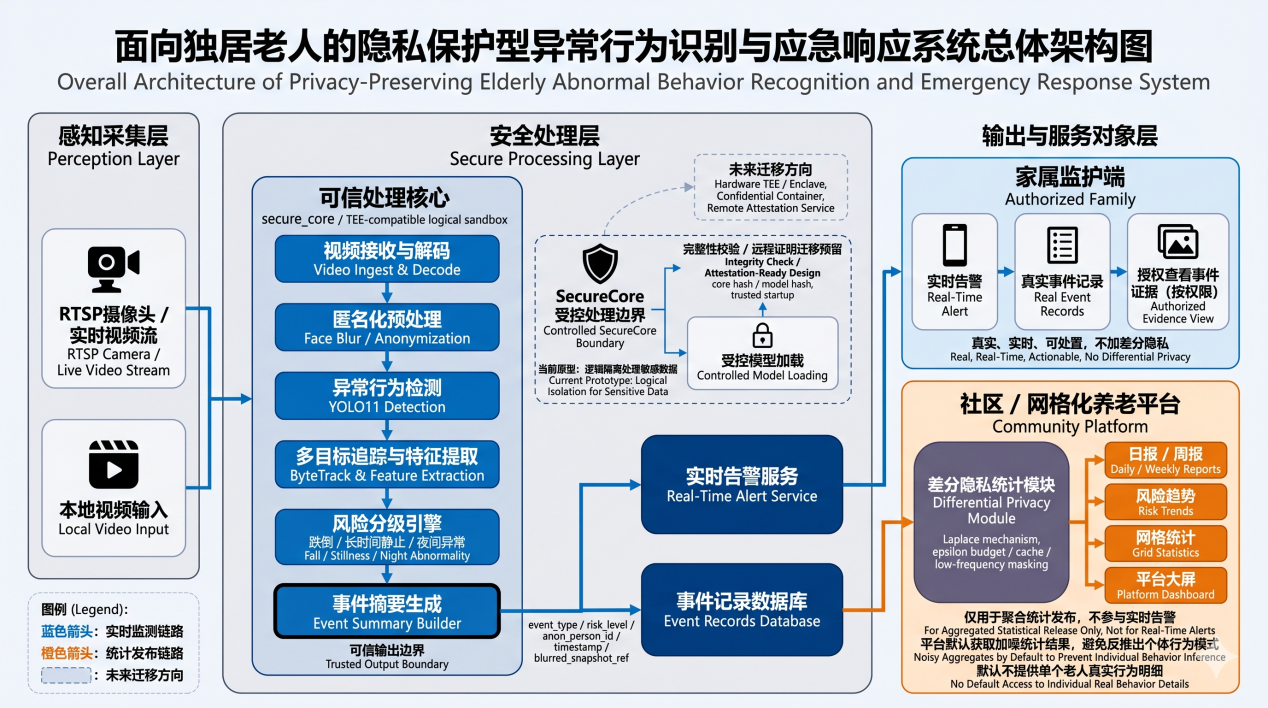 面向独居老人的隐私保护型异常行为识别与应急响应系统总体架构图
Overall Architecture of Privacy-Preserving Elderly Abnormal Behavior Recognition and Emergency Response System
感知采集层
Perception Layer
RTSP摄像头 /
实时视频流
RTSP Camera /
Live Video Stream
本地视频输入
Local Video Input
图例 (Legend):
蓝色箭头：实时监测链路
橙色箭头：统计发布链路
：未来迁移方向
安全处理层
Secure Processing Layer
可信处理核心
secure_core / TEE-compatible logical sandbox
视频接收与解码
Video Ingest & Decode
匿名化预处理
Face Blur / Anonymization
异常行为检测
YOLO11 Detection
多目标追踪与特征提取
ByteTrack & Feature Extraction
风险分级引擎
跌倒 / 长时间静止 / 夜间异常
Fall / Stillness / Night Abnormality
事件摘要生成
Event Summary Builder
可信输出边界
Trusted Output Boundary
未来迁移方向
Hardware TEE / Enclave,
Confidential Container,
Remote Attestation Service
SecureCore
受控处理边界
Controlled SecureCore
Boundary
当前原型：逻辑隔离处理敏感数据
Current Prototype: Logical
Isolation for Sensitive Data
完整性校验 / 远程证明迁移预留
Integrity Check /
Attestation-Ready Design
core hash / model hash,
trusted startup
受控模型加载
Controlled Model Loading
实时告警服务
Real-Time Alert Service
事件记录数据库
Event Records Database
event_type / risk_level /
anon_person_id /
timestamp /
blurred_snapshot_ref
输出与服务对象层
家属监护端
Authorized Family
实时告警
Real-Time
Alert
真实事件记录
Real Event
Records
授权查看事件
证据（按权限）
Authorized
Evidence View
真实、实时、可处置，不加差分隐私
Real, Real-Time, Actionable, No Differential Privacy
社区 / 网格化养老平台
Community Platform
差分隐私统计模块
Differential Privacy
Module
Laplace mechanism,
epsilon budget / cache /
low-frequency masking
日报 / 周报
Daily / Weekly Reports
风险趋势
Risk Trends
网格统计
Grid Statistics
平台大屏
Platform Dashboard
仅用于聚合统计发布，不参与实时告警
For Aggregated Statistical Release Only, Not for Real-Time Alerts
平台默认获取加噪统计结果，避免反推出个体行为模式
Noisy Aggregates by Default to Prevent Individual Behavior Inference
默认不提供单个老人真实行为明细
No Default Access to Individual Real Behavior Details